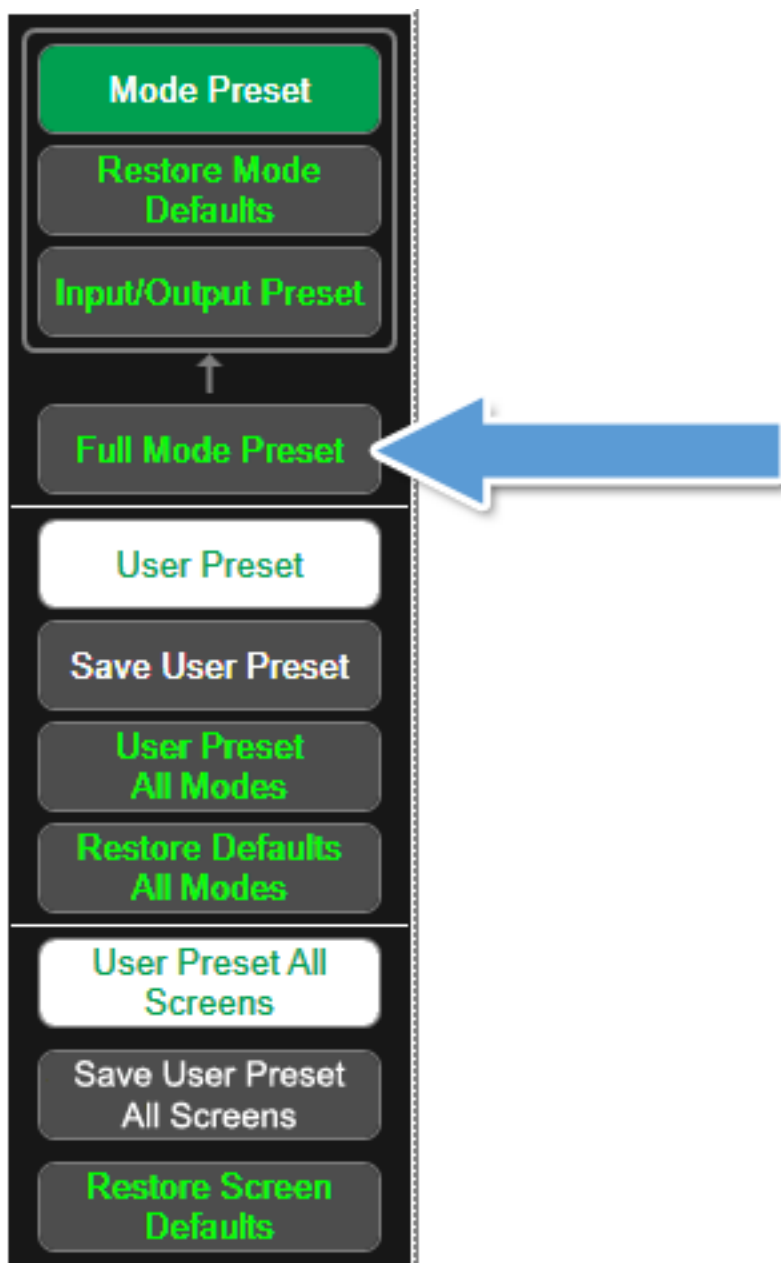 Mode Preset
Restore Mode
Defaults
Input/Output Preset
Full Mode Preset
User Preset
Save User Preset
User Preset
All Modes
Restore Defaults
All Modes
User Preset All
Screens
Save User Preset
All Screens
Restore Screen
Defaults